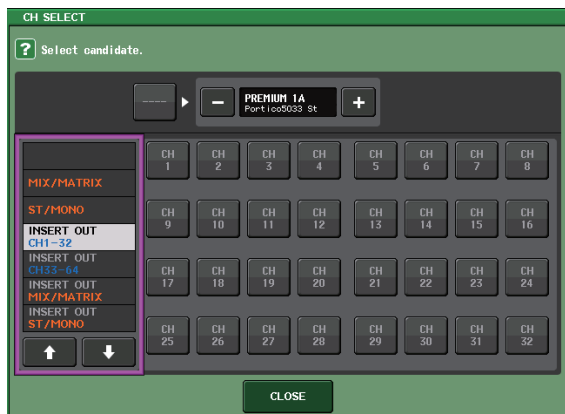 CH SELECT
? Select candidate.
----
− PREMIUM 1A +
Portico5033 St
MIX/MATRIX
ST/MONO
INSERT OUT
CH1-32
INSERT OUT
CH33-64
INSERT OUT
MIX/MATRIX
INSERT OUT
ST/MONO
CH 1
CH 2
CH 3
CH 4
CH 5
CH 6
CH 7
CH 8
CH 9
CH 10
CH 11
CH 12
CH 13
CH 14
CH 15
CH 16
CH 17
CH 18
CH 19
CH 20
CH 21
CH 22
CH 23
CH 24
CH 25
CH 26
CH 27
CH 28
CH 29
CH 30
CH 31
CH 32
CLOSE